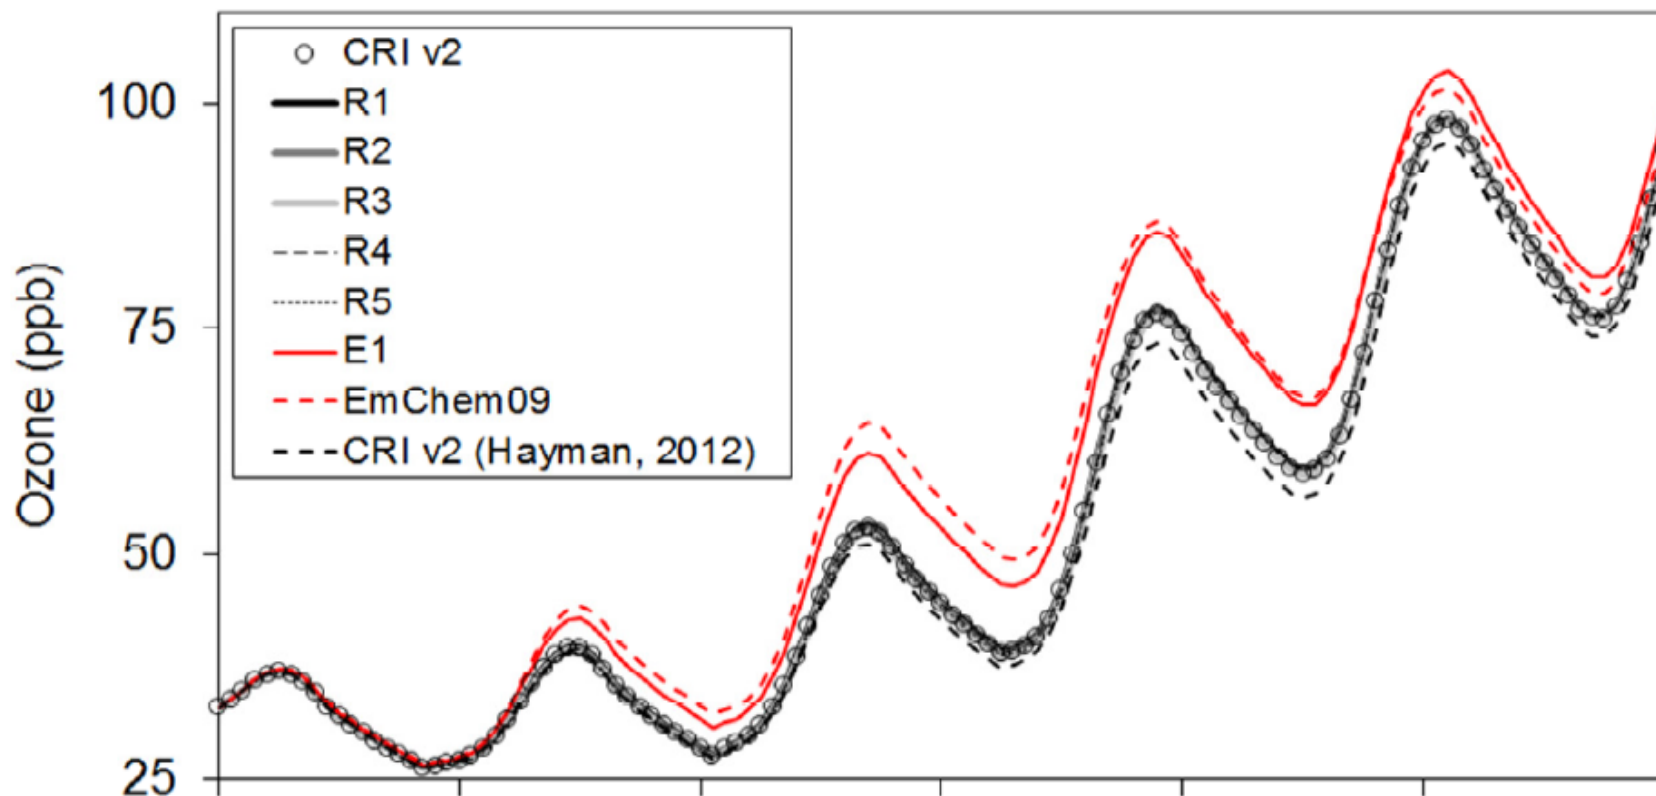 CRI v2
R1
R2
R3
R4
R5
E1
EmChem09
CRI v2 (Hayman, 2012)
Ozone (ppb)
100
75
50
25